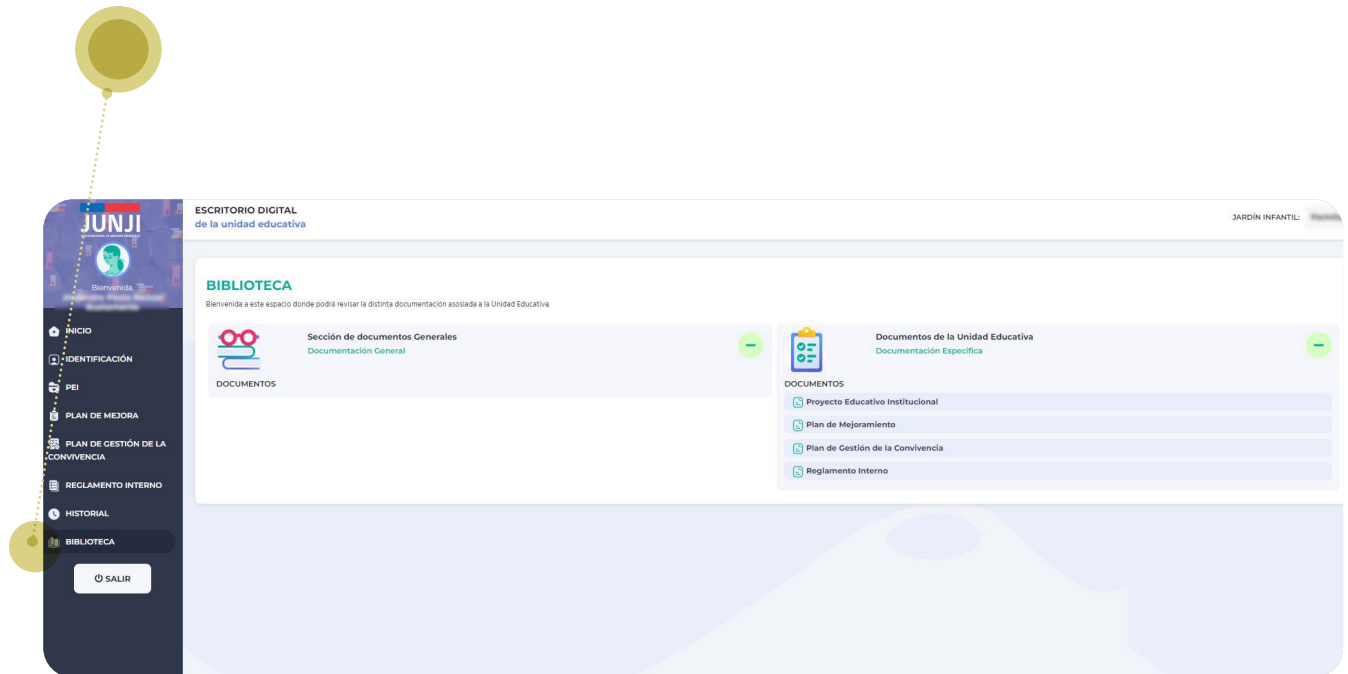 JUNJI
Bienvenida,
INICIO
IDENTIFICACIÓN
PEI
PLAN DE MEJORA
PLAN DE GESTIÓN DE LA
CONVIVENCIA
REGLAMENTO INTERNO
HISTORIAL
BIBLIOTECA
SALIR
ESCRITORIO DIGITAL
de la unidad educativa
JARDÍN INFANTIL:
BIBLIOTECA
Bienvenida a este espacio donde podrá revisar la distinta documentación asosiada a la Unidad Educativa.
Sección de documentos Generales
Documentación General
DOCUMENTOS
Documentos de la Unidad Educativa
Documentación Especifica
DOCUMENTOS
Proyecto Educativo Institucional
Plan de Mejoramiento
Plan de Gestión de la Convivencia
Reglamento Interno